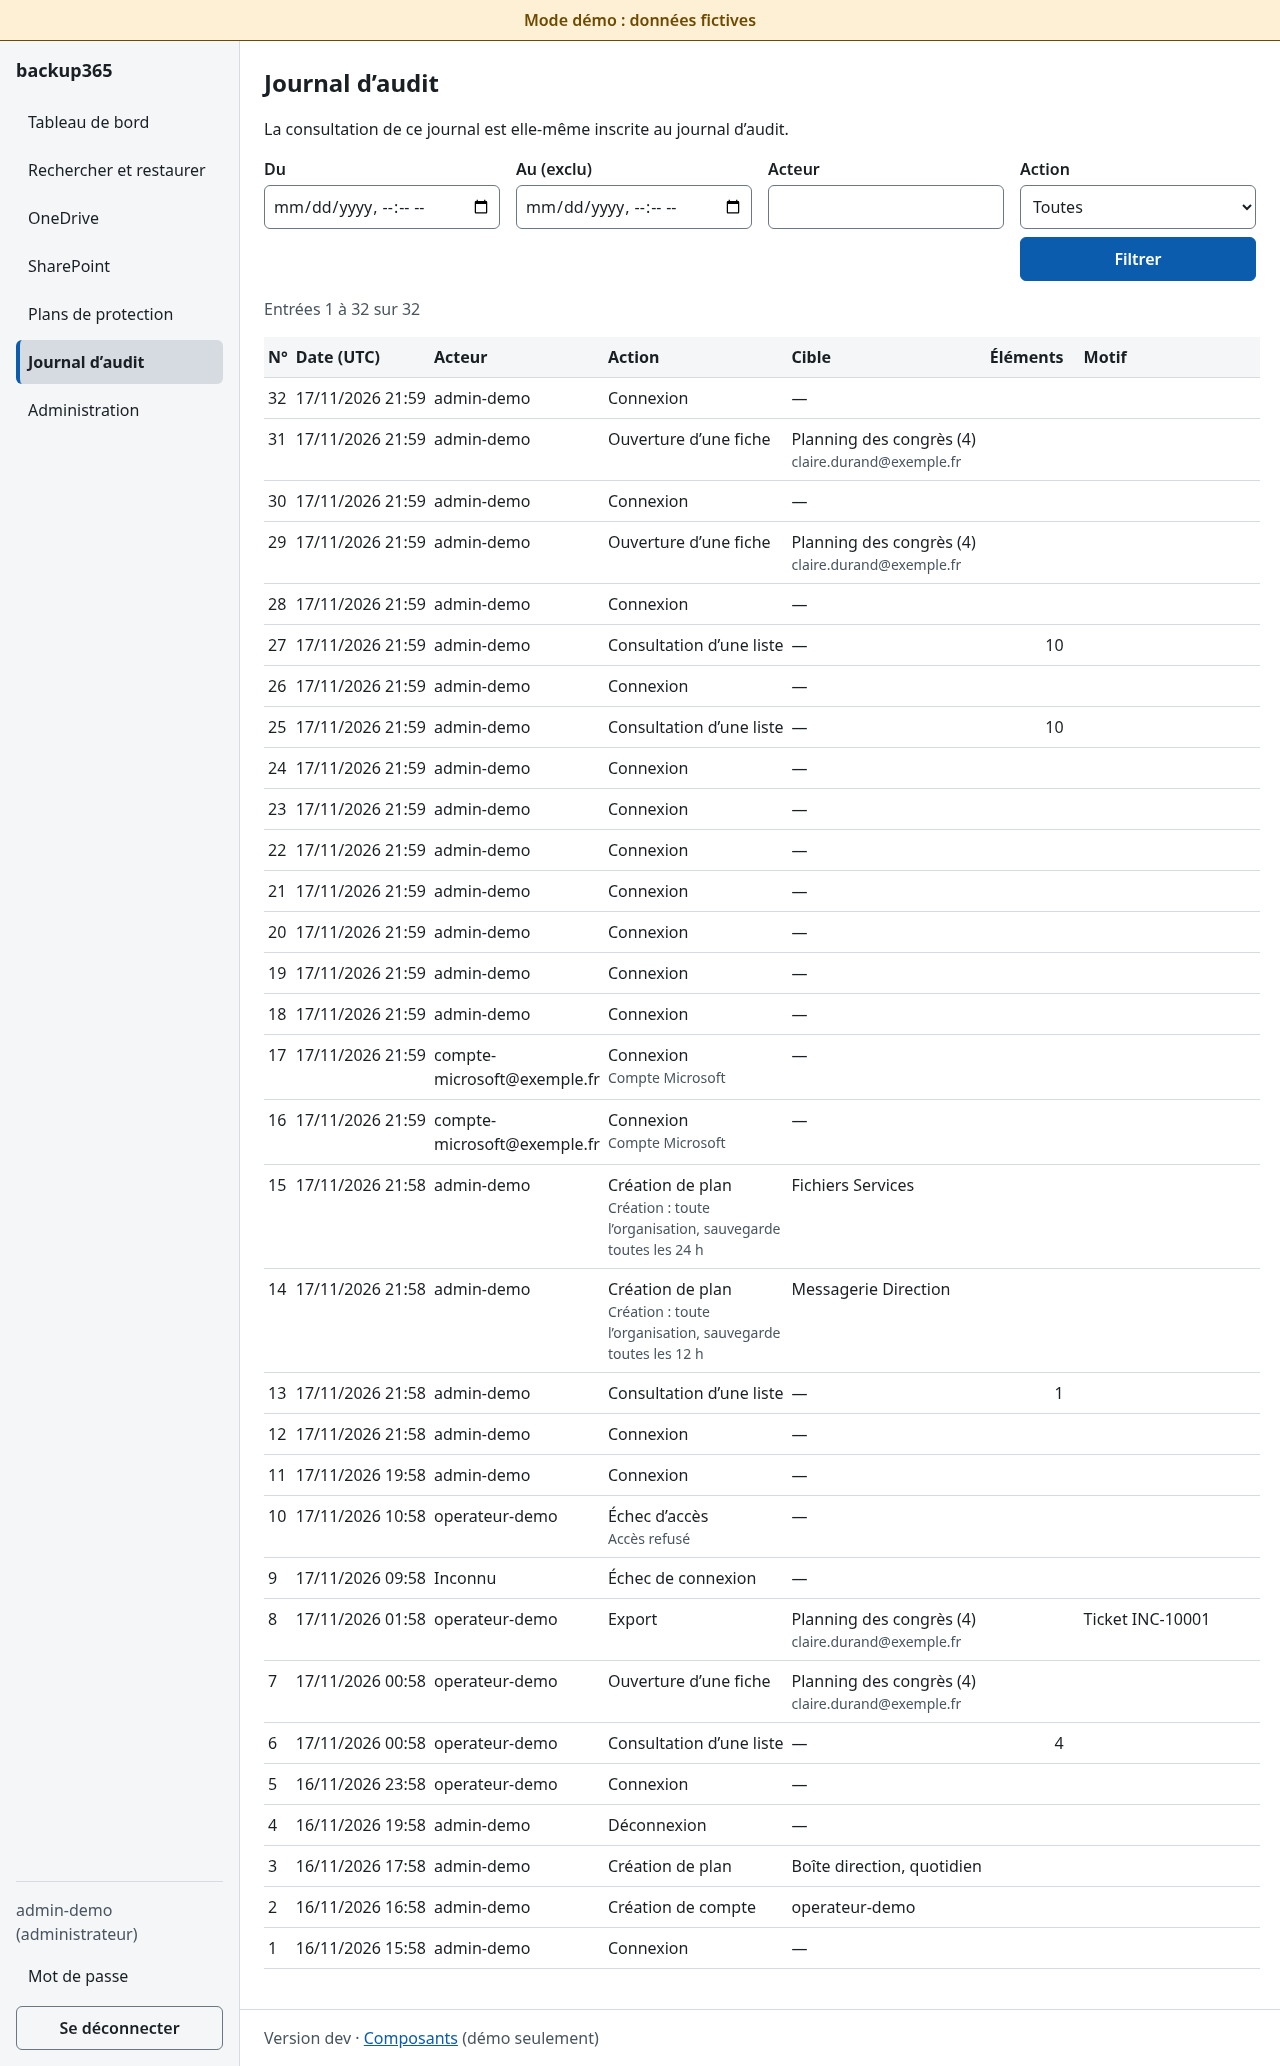 Mode démo : données fictives
backup365
Tableau de bord
Rechercher et restaurer
OneDrive
SharePoint
Plans de protection
Journal d’audit
Administration
admin-demo
(administrateur)
Mot de passe
Se déconnecter
Journal d’audit
La consultation de ce journal est elle-même inscrite au journal d’audit.
Du Au (exclu) Acteur Action
mm/dd/yyyy, --:-- -- mm/dd/yyyy, --:-- -- Toutes
Filtrer
Entrées 1 à 32 sur 32
Nº Date (UTC) Acteur Action Cible Éléments Motif
32 17/11/2026 21:59 admin-demo Connexion —
31 17/11/2026 21:59 admin-demo Ouverture d’une fiche Planning des congrès (4)
claire.durand@exemple.fr
30 17/11/2026 21:59 admin-demo Connexion —
29 17/11/2026 21:59 admin-demo Ouverture d’une fiche Planning des congrès (4)
claire.durand@exemple.fr
28 17/11/2026 21:59 admin-demo Connexion —
27 17/11/2026 21:59 admin-demo Consultation d’une liste — 10
26 17/11/2026 21:59 admin-demo Connexion —
25 17/11/2026 21:59 admin-demo Consultation d’une liste — 10
24 17/11/2026 21:59 admin-demo Connexion —
23 17/11/2026 21:59 admin-demo Connexion —
22 17/11/2026 21:59 admin-demo Connexion —
21 17/11/2026 21:59 admin-demo Connexion —
20 17/11/2026 21:59 admin-demo Connexion —
19 17/11/2026 21:59 admin-demo Connexion —
18 17/11/2026 21:59 admin-demo Connexion —
17 17/11/2026 21:59 compte- Connexion —
microsoft@exemple.fr Compte Microsoft
16 17/11/2026 21:59 compte- Connexion —
microsoft@exemple.fr Compte Microsoft
15 17/11/2026 21:58 admin-demo Création de plan Fichiers Services
Création : toute
l’organisation, sauvegarde
toutes les 24 h
14 17/11/2026 21:58 admin-demo Création de plan Messagerie Direction
Création : toute
l’organisation, sauvegarde
toutes les 12 h
13 17/11/2026 21:58 admin-demo Consultation d’une liste — 1
12 17/11/2026 21:58 admin-demo Connexion —
11 17/11/2026 19:58 admin-demo Connexion —
10 17/11/2026 10:58 operateur-demo Échec d’accès —
Accès refusé
9 17/11/2026 09:58 Inconnu Échec de connexion —
8 17/11/2026 01:58 operateur-demo Export Planning des congrès (4) Ticket INC-10001
claire.durand@exemple.fr
7 17/11/2026 00:58 operateur-demo Ouverture d’une fiche Planning des congrès (4)
claire.durand@exemple.fr
6 17/11/2026 00:58 operateur-demo Consultation d’une liste — 4
5 16/11/2026 23:58 operateur-demo Connexion —
4 16/11/2026 19:58 admin-demo Déconnexion —
3 16/11/2026 17:58 admin-demo Création de plan Boîte direction, quotidien
2 16/11/2026 16:58 admin-demo Création de compte operateur-demo
1 16/11/2026 15:58 admin-demo Connexion —
Version dev · Composants (démo seulement)